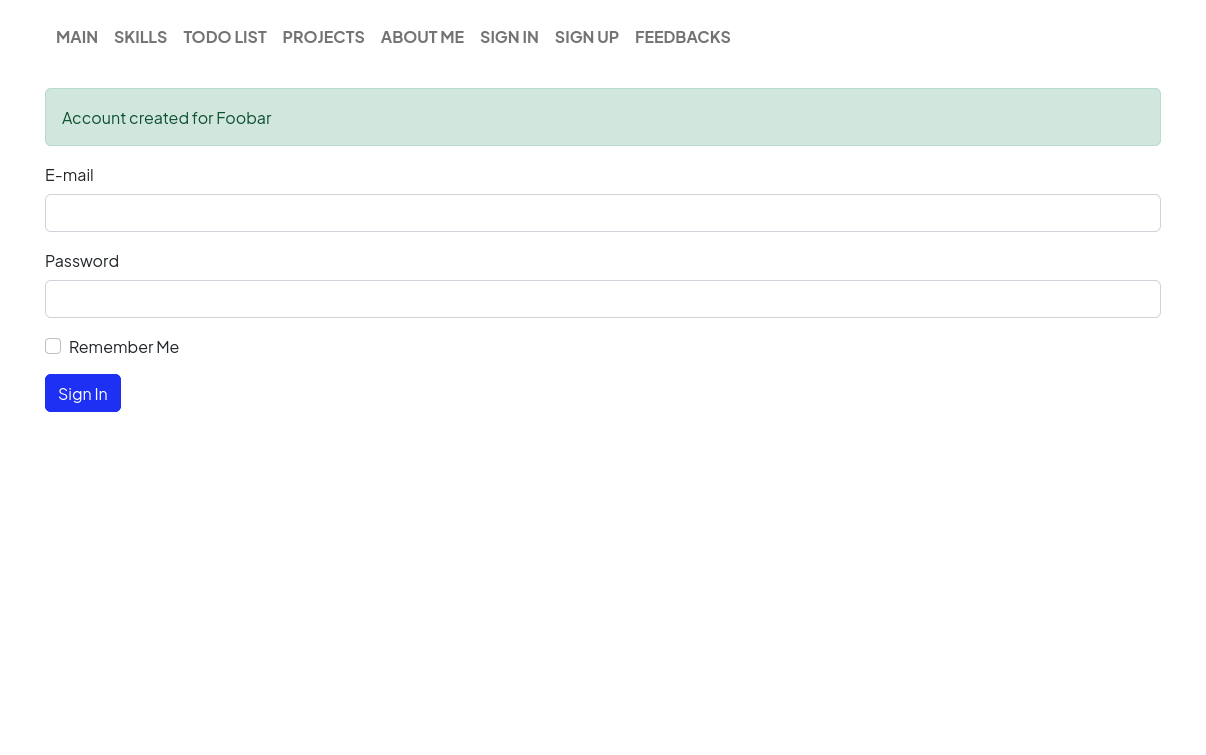 MAIN SKILLS TODO LIST PROJECTS ABOUT ME SIGN IN SIGN UP FEEDBACKS
Account created for Foobar
E-mail
Password
Remember Me
Sign In